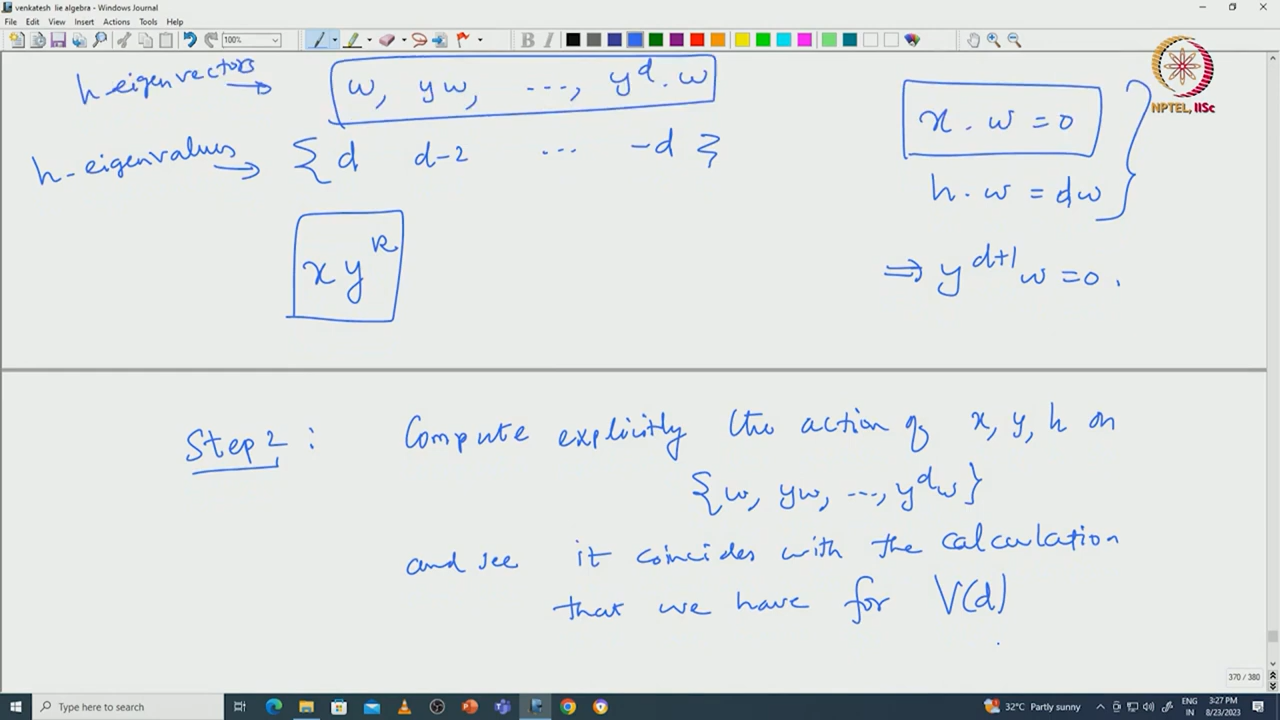 venkatesh lie algebra - Windows Journal
File Edit View Insert Actions Tools Help
100%
B I
h-eigenvectors → w, yw, ..., y^d . w
h-eigenvalues → { d d-2 ... -d }
x y^k
x . w = 0
h . w = dw
⇒ y^{d+1} w = 0 .
NPTEL, IISc
Step 2 : Compute explicitly the action of x, y, h on
{ w, yw, ..., y^d w }
and see it coincides with the calculation
that we have for V(d)
370 / 380
Type here to search
32°C Partly sunny
ENG
IN
3:27 PM
8/23/2023